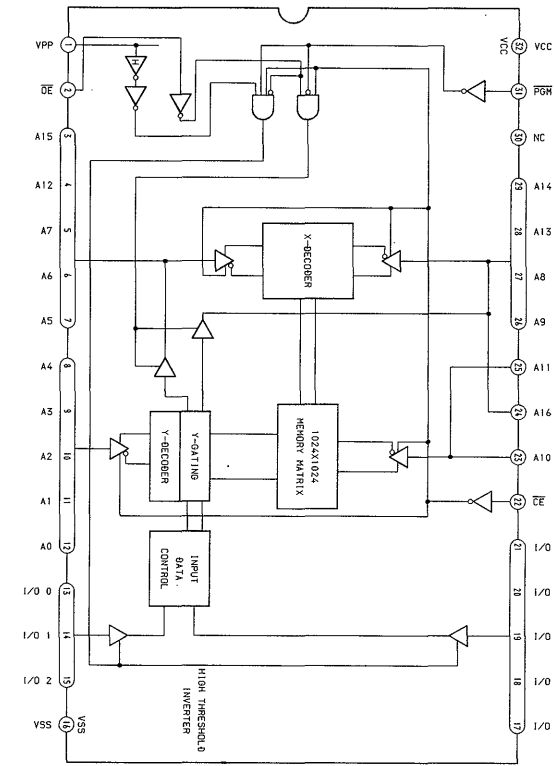 VPP 1
OE 2
A15 3
A12 4
A7 5
A6 6
A5 7
A4 8
A3 9
A2 10
A1 11
A0 12
I/O 0 13
I/O 1 14
I/O 2 15
VSS 16
VSS
H
X-DECODER
Y-DECODER
Y-GATING
1024X1024
MEMORY MATRIX
INPUT
DATA.
CONTROL
HIGH THRESHOLD
INVERTER
VCC
32 VCC
31 PGM
30 NC
29 A14
28 A13
27 A8
26 A9
25 A11
24 A16
23 A10
22 CE
21 I/O
20 I/O
19 I/O
18 I/O
17 I/O